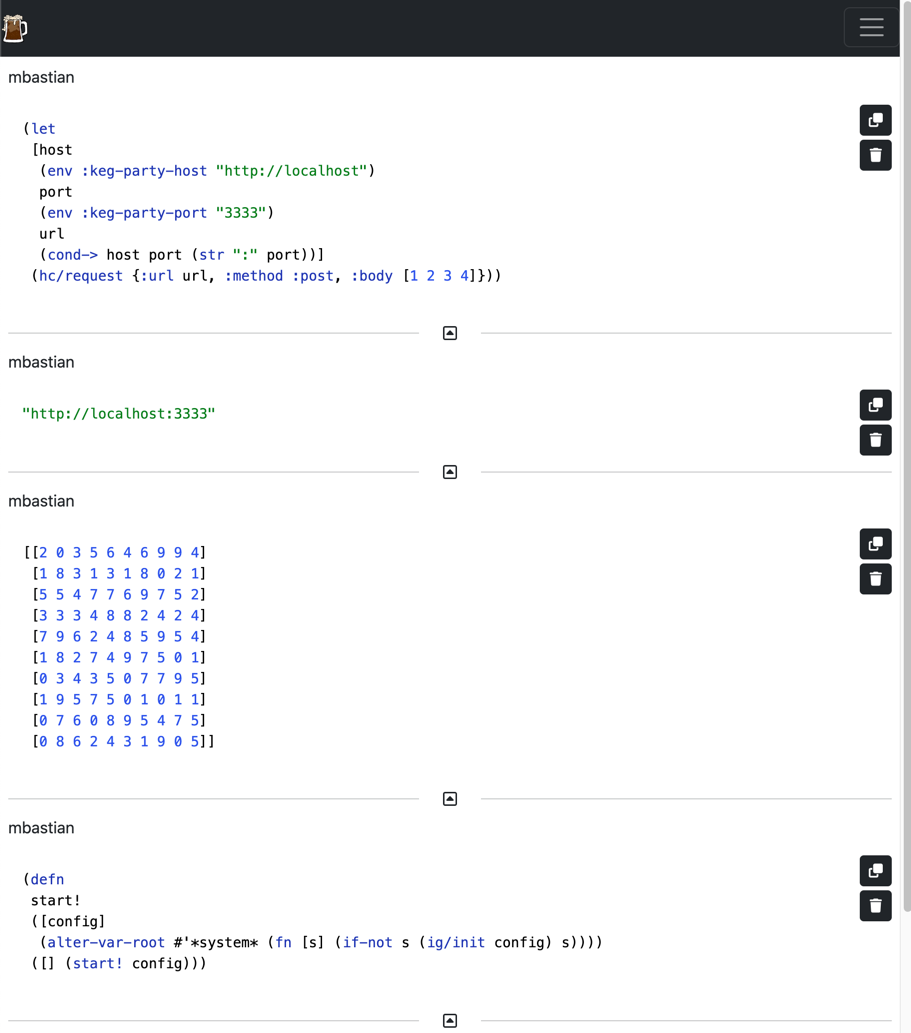 mbastian
(let
 [host
  (env :keg-party-host "http://localhost")
  port
  (env :keg-party-port "3333")
  url
  (cond-> host port (str ":" port))]
 (hc/request {:url url, :method :post, :body [1 2 3 4]}))
mbastian
"http://localhost:3333"
mbastian
[[2 0 3 5 6 4 6 9 9 4]
 [1 8 3 1 3 1 8 0 2 1]
 [5 5 4 7 7 6 9 7 5 2]
 [3 3 3 4 8 8 2 4 2 4]
 [7 9 6 2 4 8 5 9 5 4]
 [1 8 2 7 4 9 7 5 0 1]
 [0 3 4 3 5 0 7 7 9 5]
 [1 9 5 7 5 0 1 0 1 1]
 [0 7 6 0 8 9 5 4 7 5]
 [0 8 6 2 4 3 1 9 0 5]]
mbastian
(defn
 start!
 ([config]
  (alter-var-root #'*system* (fn [s] (if-not s (ig/init config) s))))
 ([] (start! config)))